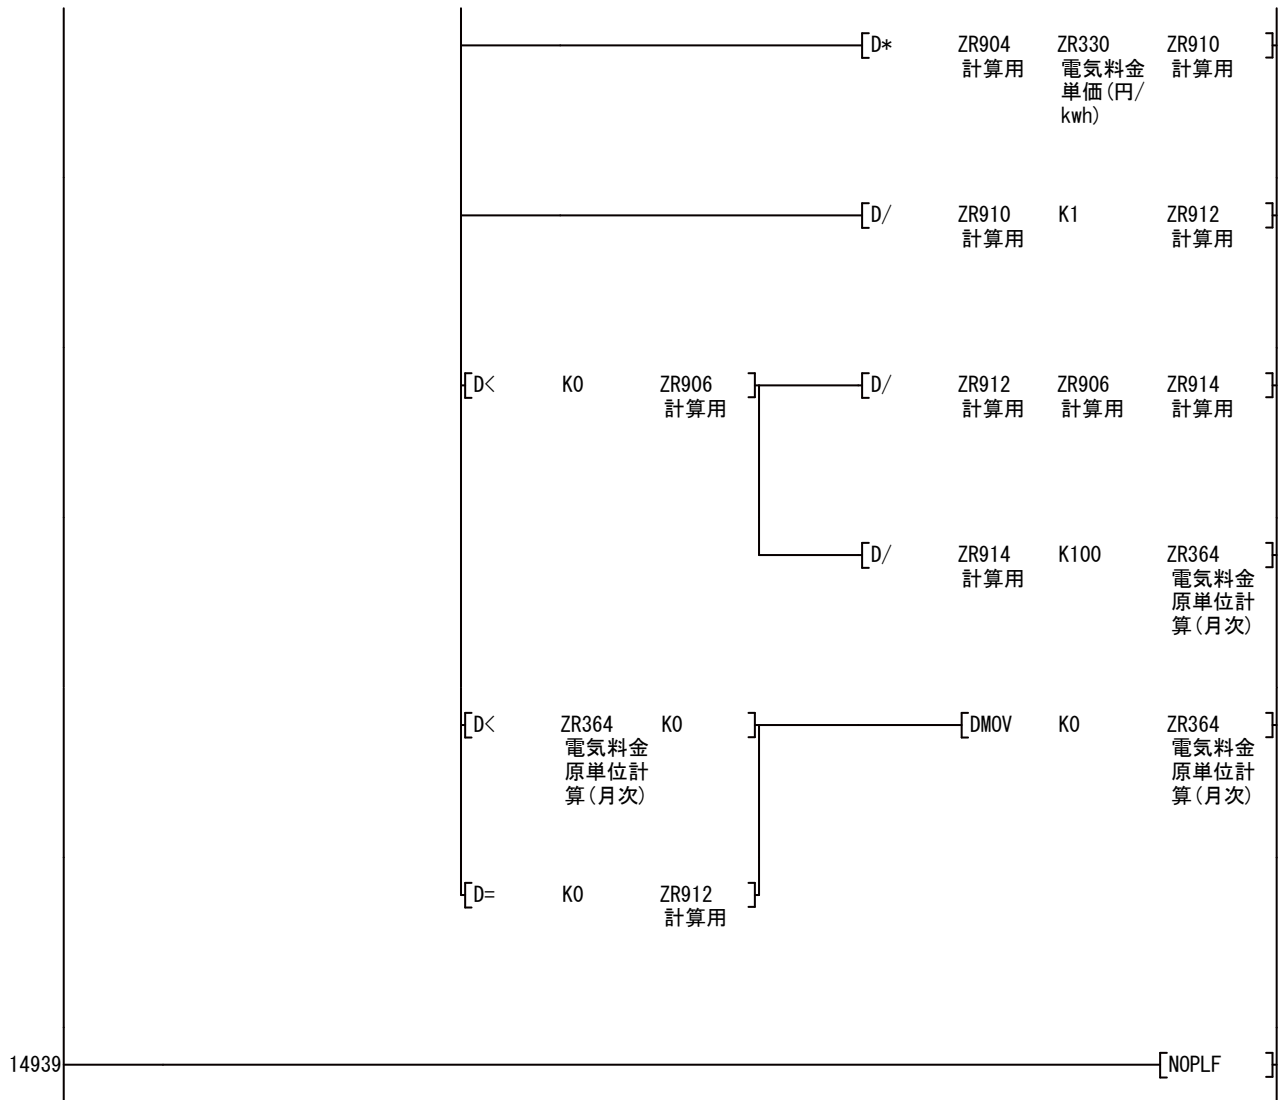 [D* ZR904 ZR330 ZR910 ]
計算用 電気料金 計算用
単価(円/
kwh)
[D/ ZR910 K1 ZR912 ]
計算用 計算用
[D< K0 ZR906 ] [D/ ZR912 ZR906 ZR914 ]
計算用 計算用 計算用 計算用
[D/ ZR914 K100 ZR364 ]
計算用 電気料金
原単位計
算(月次)
[D< ZR364 K0 ] [DMOV K0 ZR364 ]
電気料金 電気料金
原単位計 原単位計
算(月次) 算(月次)
[D= K0 ZR912 ]
計算用
14939 [NOPLF ]